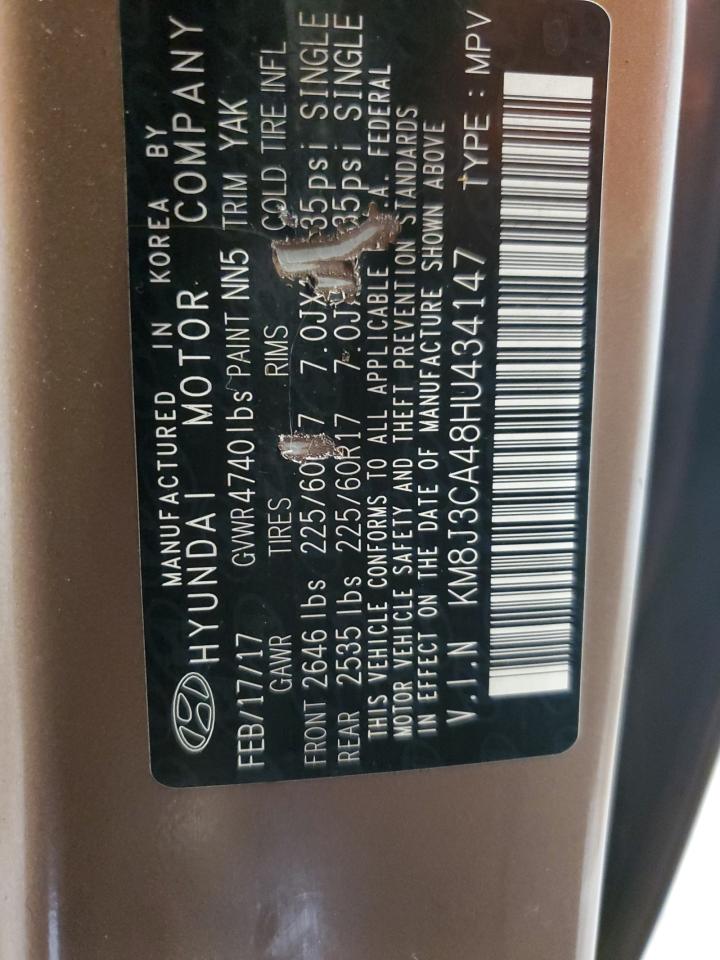 MANUFACTURED IN KOREA BY
HYUNDAI MOTOR COMPANY
FEB/17/17 GVWR4740lbs PAINT NN5 TRIM YAK
GAWR TIRES RIMS COLD TIRE INFL
FRONT 2646 lbs 225/60 7 7.0JX 35psi SINGLE
REAR 2535 lbs 225/60R17 7.0J 35psi SINGLE
THIS VEHICLE CONFORMS TO ALL APPLICABLE A. FEDERAL
MOTOR VEHICLE SAFETY AND THEFT PREVENTION STANDARDS
IN EFFECT ON THE DATE OF MANUFACTURE SHOWN ABOVE
V.I.N KM8J3CA48HU434147 TYPE : MPV